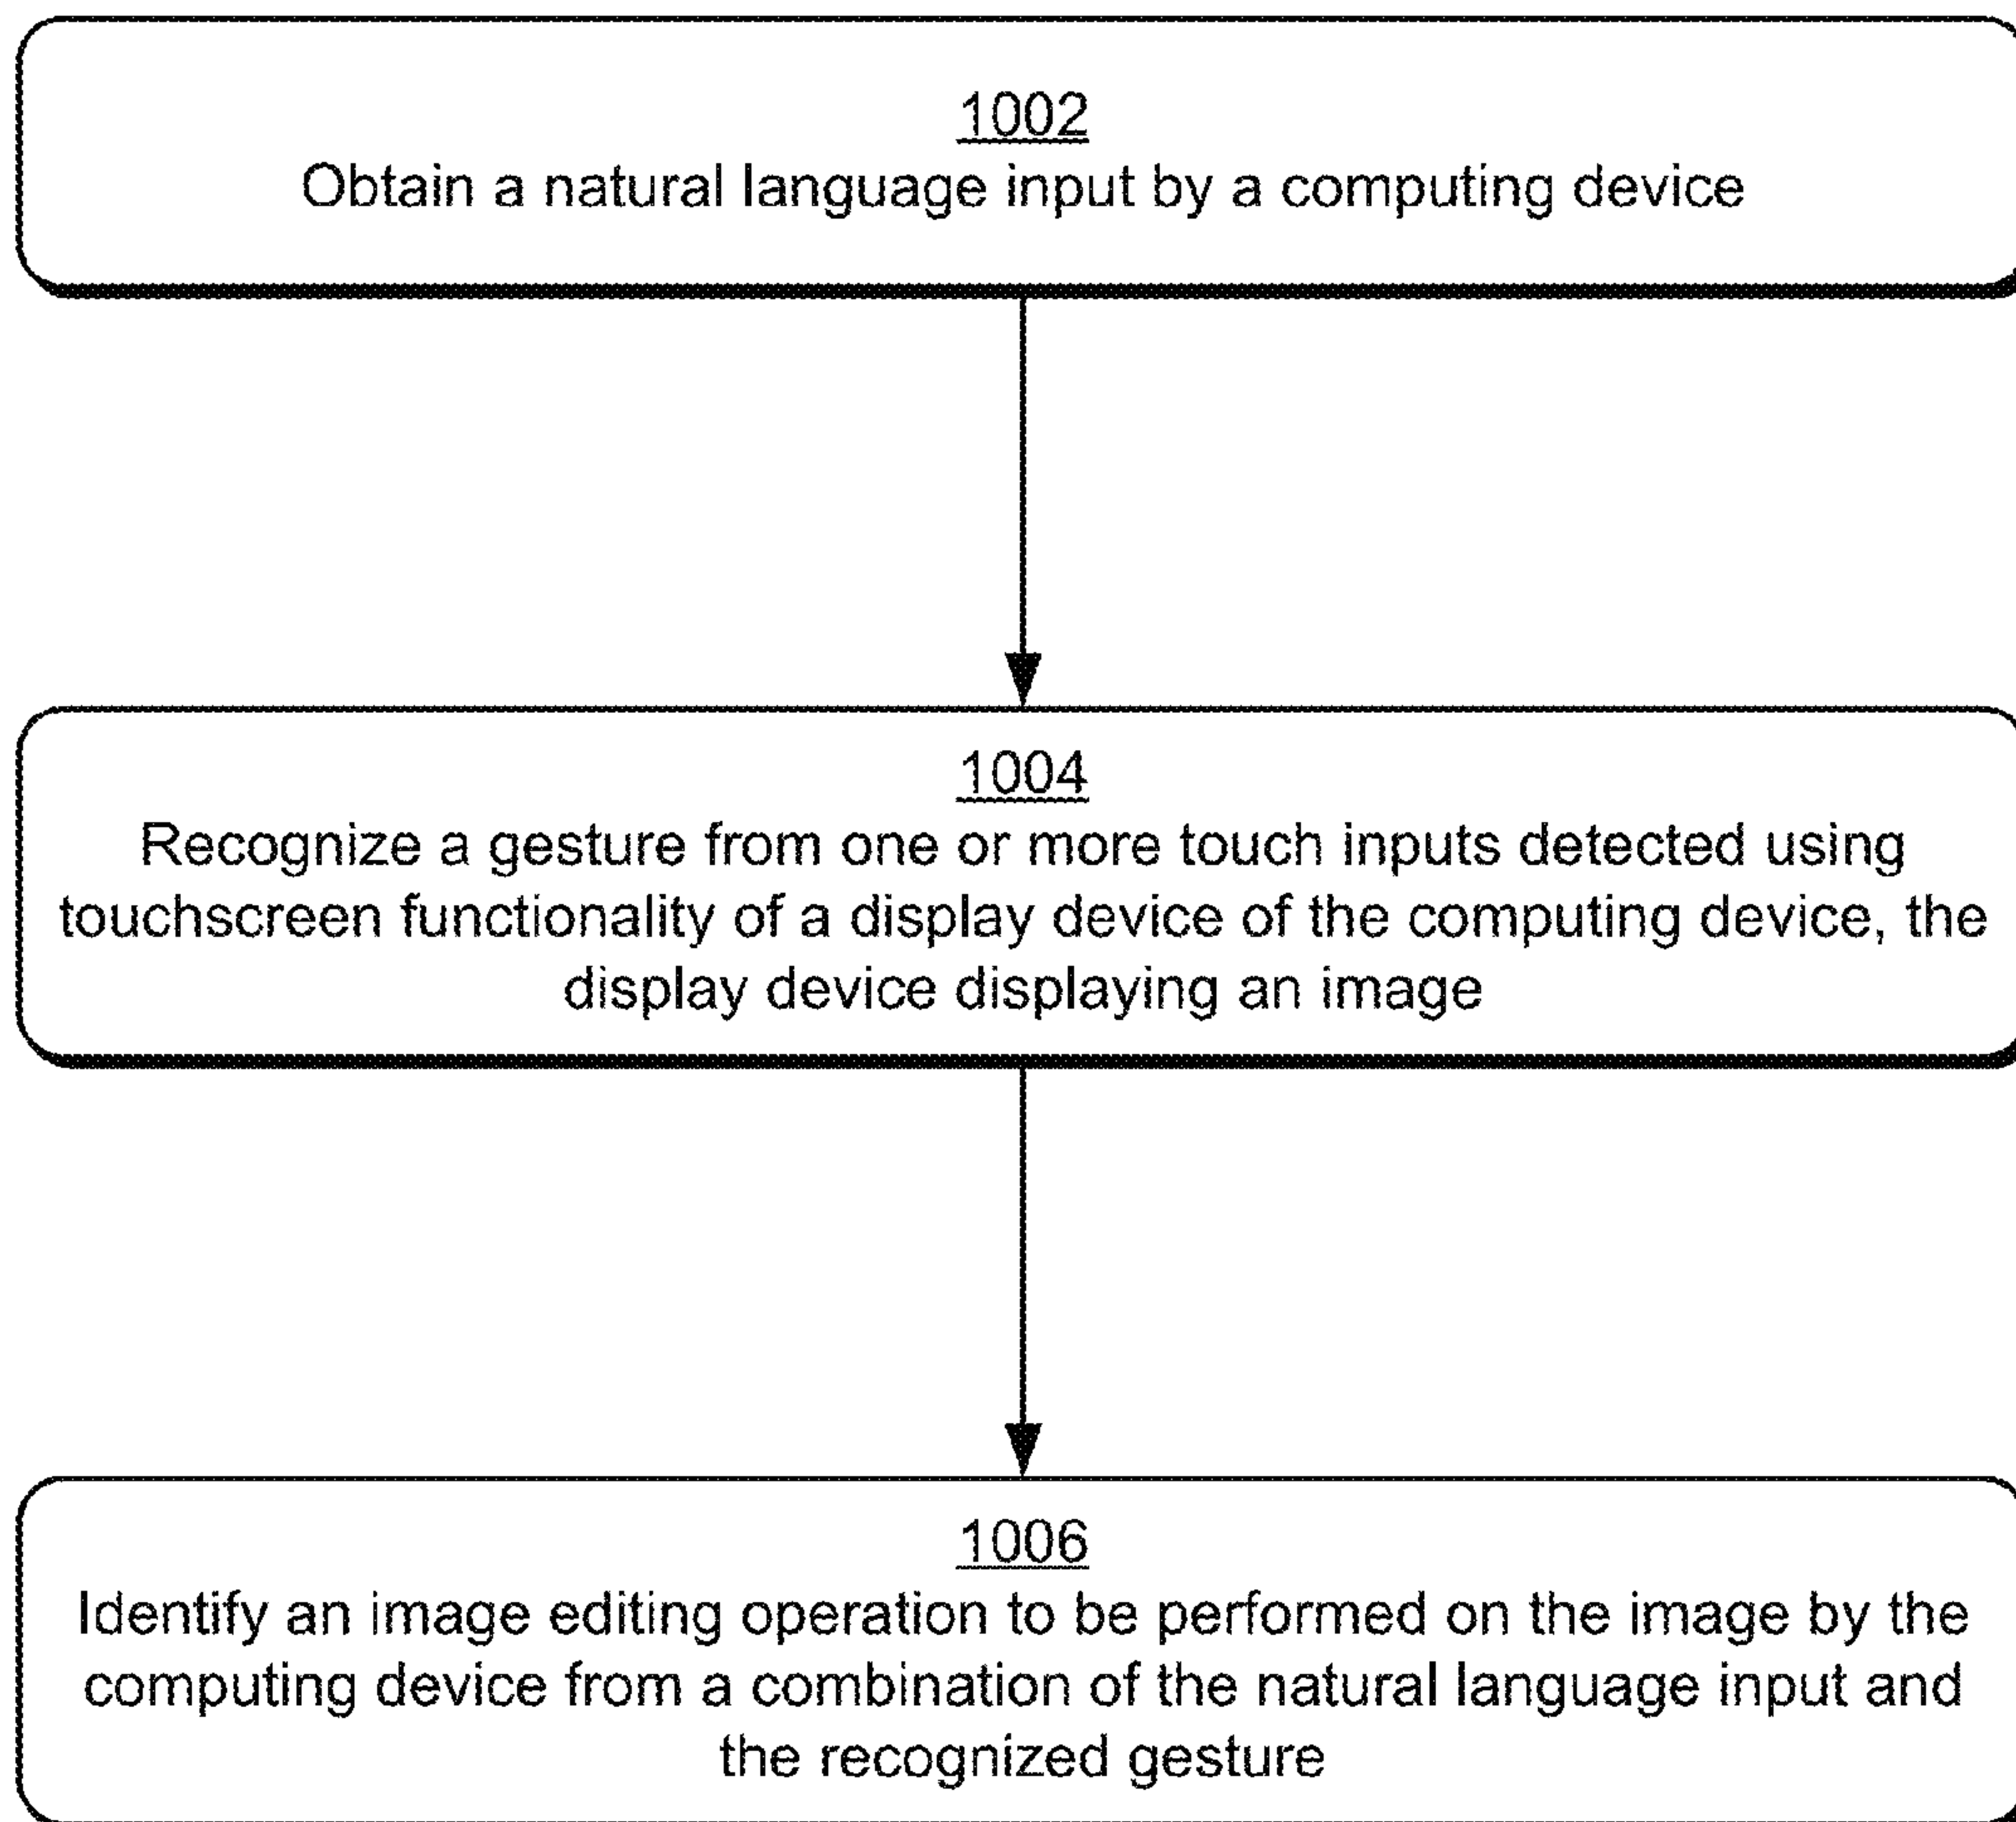 1002
Obtain a natural language input by a computing device
1004
Recognize a gesture from one or more touch inputs detected using
touchscreen functionality of a display device of the computing device, the
display device displaying an image
1006
Identify an image editing operation to be performed on the image by the
computing device from a combination of the natural language input and
the recognized gesture